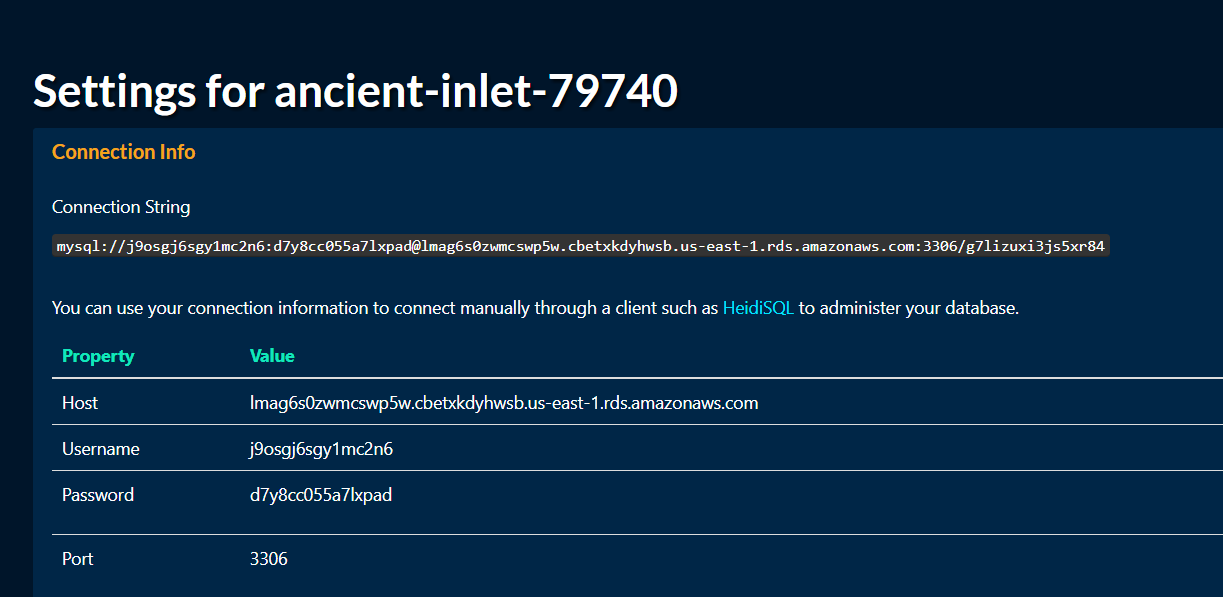 Settings for ancient-inlet-79740
Connection Info
Connection String
mysql://j9osgj6sgy1mc2n6:d7y8cc055a7lxpad@lmag6s0zwmcswp5w.cbetxkdyhwsb.us-east-1.rds.amazonaws.com:3306/g7lizuxi3js5xr84
You can use your connection information to connect manually through a client such as HeidiSQL to administer your database.
Property Value
Host lmag6s0zwmcswp5w.cbetxkdyhwsb.us-east-1.rds.amazonaws.com
Username j9osgj6sgy1mc2n6
Password d7y8cc055a7lxpad
Port 3306